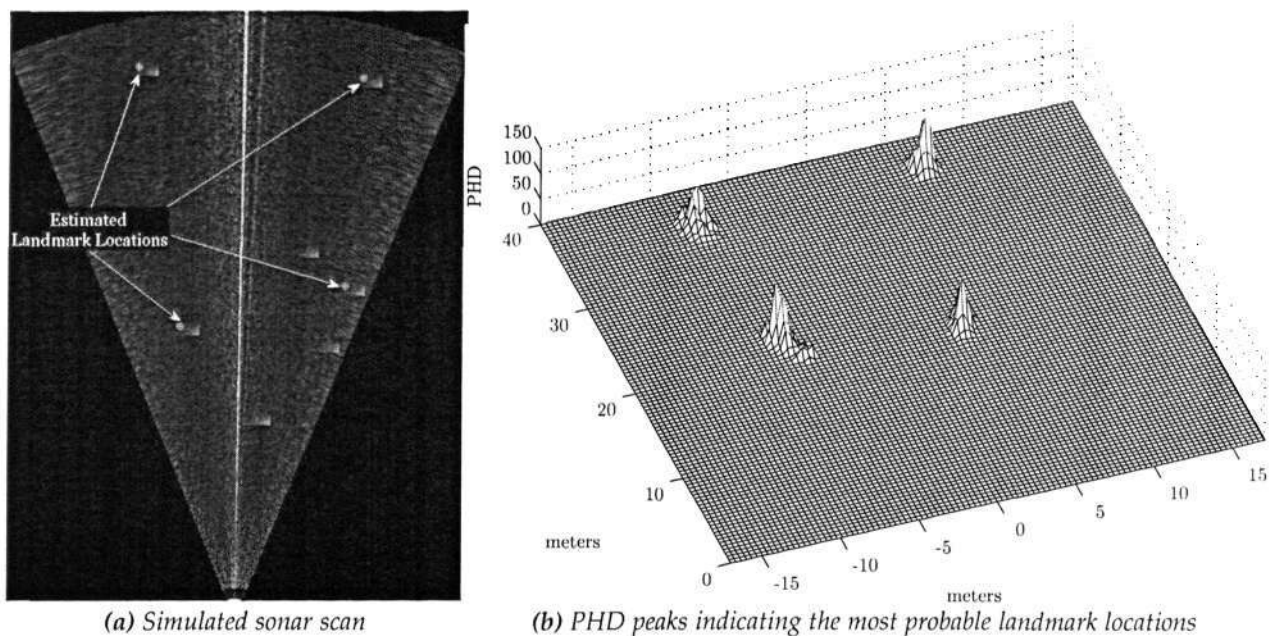 Estimated
Landmark Locations
(a) Simulated sonar scan
PHD
150
100
50
0
40
30
20
10
0
meters
-15
-10
-5
0
5
10
15
meters
(b) PHD peaks indicating the most probable landmark locations